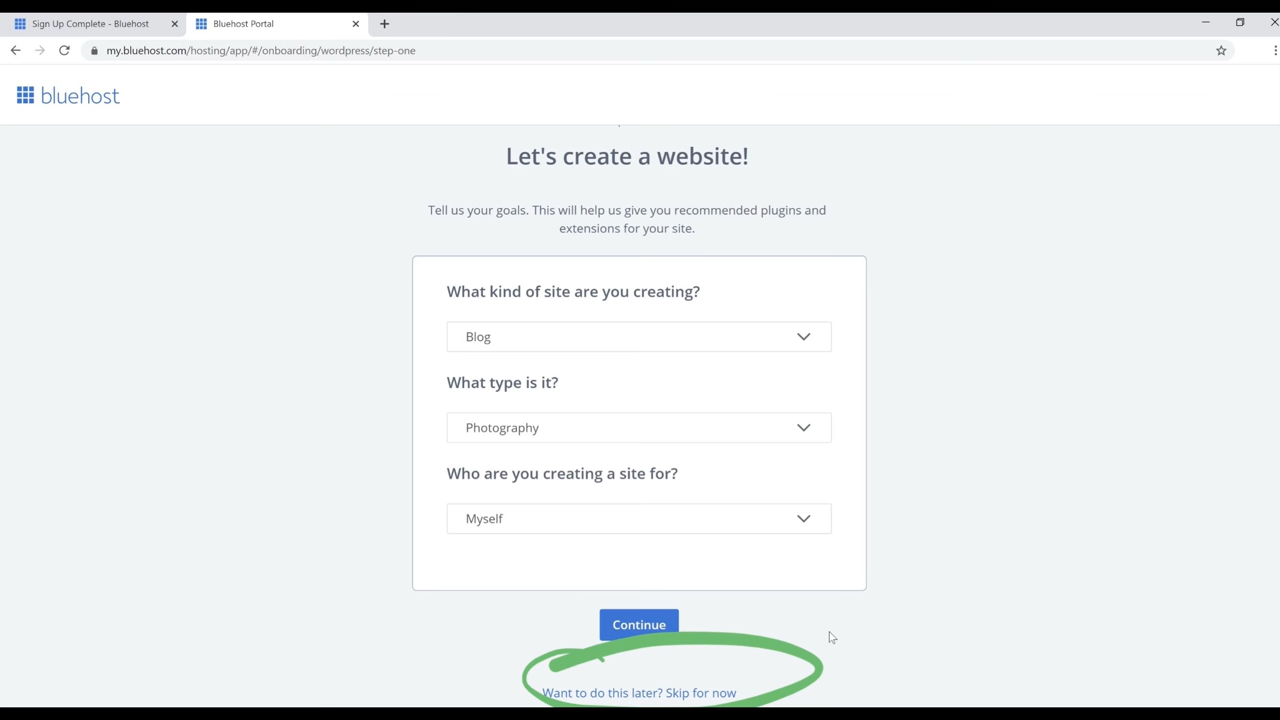 Sign Up Complete - Bluehost
Bluehost Portal
my.bluehost.com/hosting/app/#/onboarding/wordpress/step-one
bluehost
Let's create a website!
Tell us your goals. This will help us give you recommended plugins and
extensions for your site.
What kind of site are you creating?
Blog
What type is it?
Photography
Who are you creating a site for?
Myself
Continue
Want to do this later? Skip for now